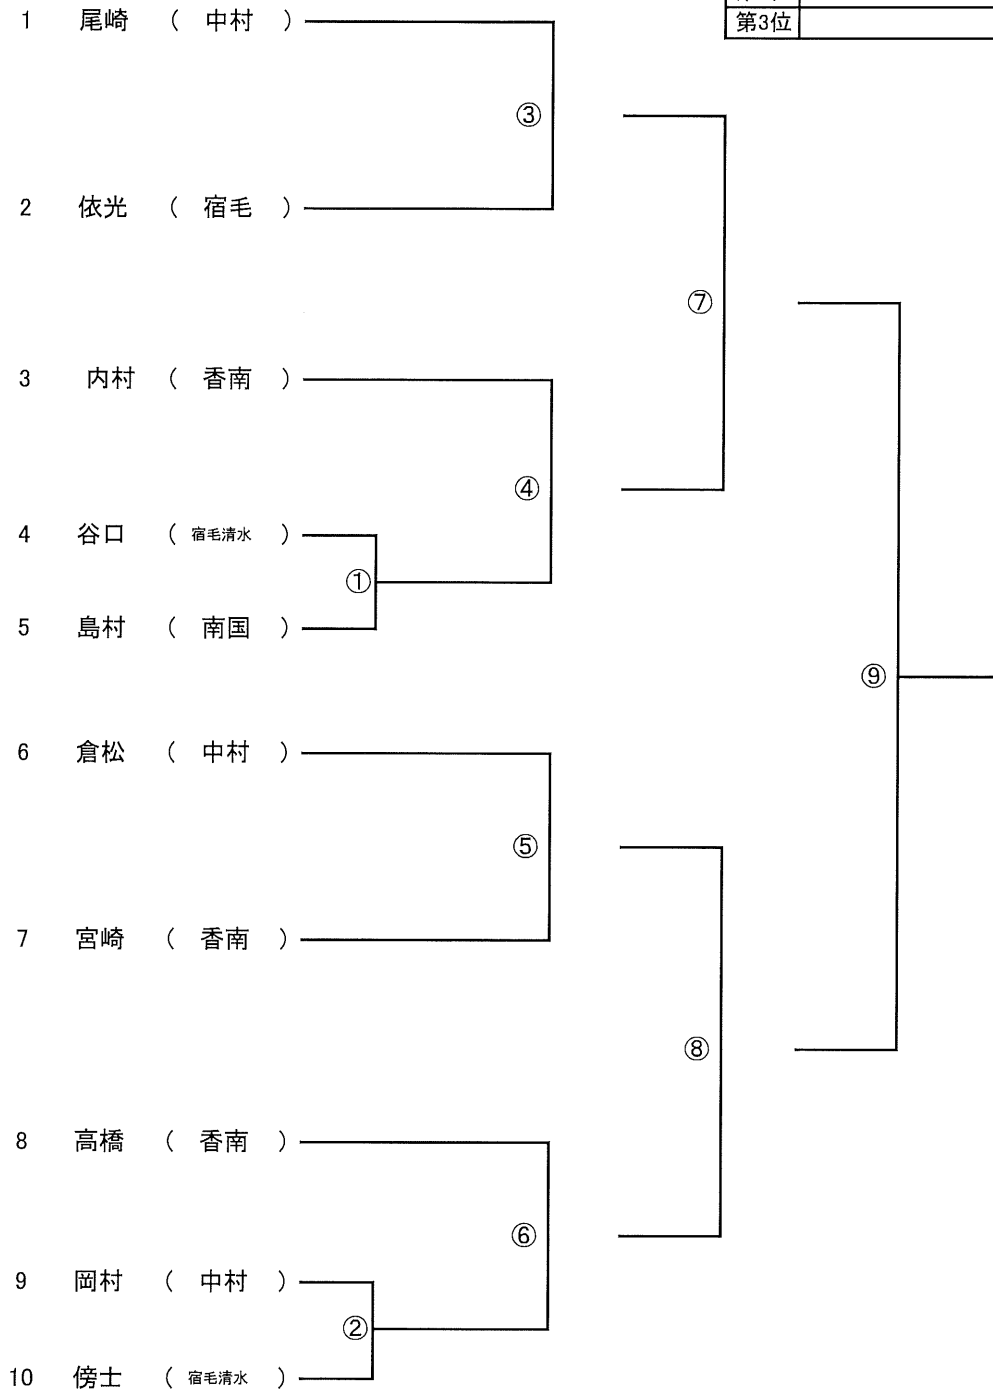 1 尾崎 ( 中村 )
第3位
③
2 依光 ( 宿毛 )
⑦
3 内村 ( 香南 )
④
4 谷口 ( 宿毛清水 )
①
5 島村 ( 南国 )
⑨
6 倉松 ( 中村 )
⑤
7 宮崎 ( 香南 )
⑧
8 高橋 ( 香南 )
⑥
9 岡村 ( 中村 )
②
10 傍士 ( 宿毛清水 )